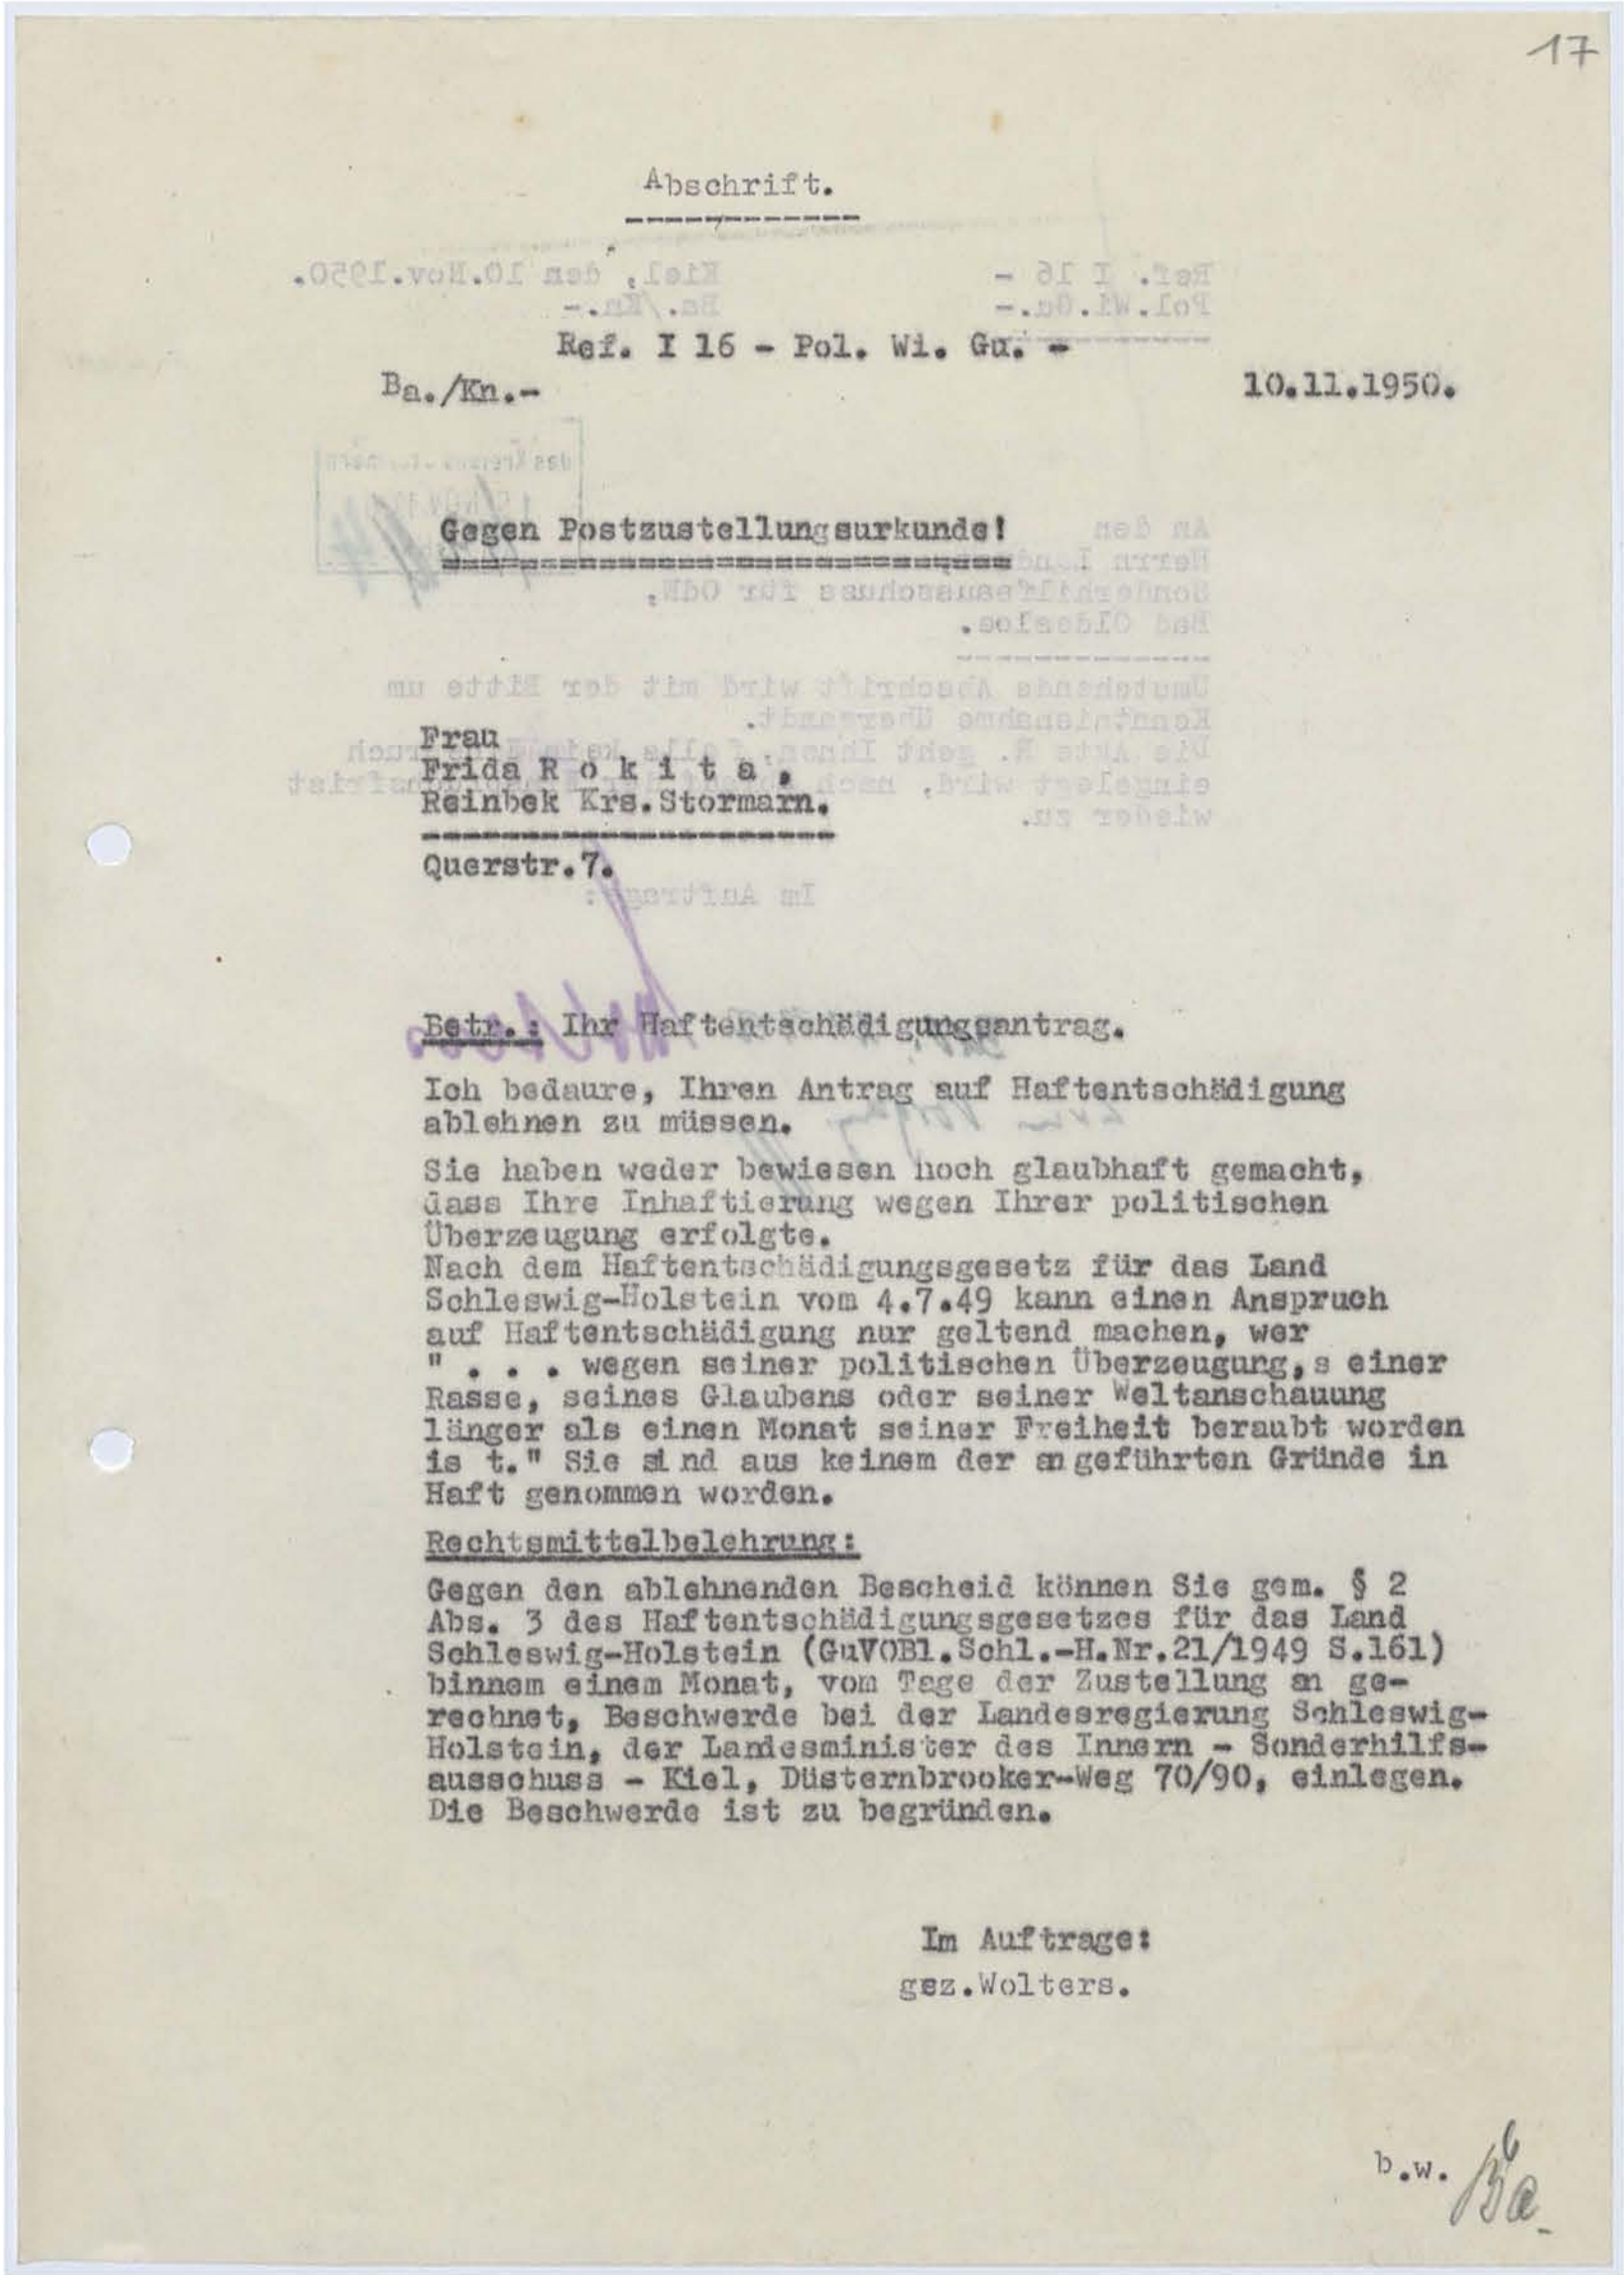 17
Abschrift.
Ref. I 16 - Pol. Wi. Gu. -
Ba./Kn.-
10.11.1950.
Gegen Postzustellungsurkunde!
Frau
Frida R o k i t a ,
Reinbek Krs.Stormarn.
Querstr.7.
Betr.: Ihr Haftentschädigungsantrag.
Ich bedaure, Ihren Antrag auf Haftentschädigung
ablehnen zu müssen.
Sie haben weder bewiesen noch glaubhaft gemacht,
dass Ihre Inhaftierung wegen Ihrer politischen
Überzeugung erfolgte.
Nach dem Haftentschädigungsgesetz für das Land
Schleswig-Holstein vom 4.7.49 kann einen Anspruch
auf Haftentschädigung nur geltend machen, wer
" . . . wegen seiner politischen Überzeugung,s einer
Rasse, seines Glaubens oder seiner Weltanschauung
länger als einen Monat seiner Freiheit beraubt worden
is t." Sie sind aus keinem der angeführten Gründe in
Haft genommen worden.
Rechtsmittelbelehrung:
Gegen den ablehnenden Bescheid können Sie gem. § 2
Abs. 3 des Haftentschädigungsgesetzes für das Land
Schleswig-Holstein (GuVOBl.Schl.-H.Nr.21/1949 S.161)
binnem einem Monat, vom Tage der Zustellung an ge-
rechnet, Beschwerde bei der Landesregierung Schleswig-
Holstein, der Landesminister des Innern - Sonderhilfs-
ausschuss - Kiel, Düsternbrooker-Weg 70/90, einlegen.
Die Beschwerde ist zu begründen.
Im Auftrage:
gez.Wolters.
b.w.
Ba.